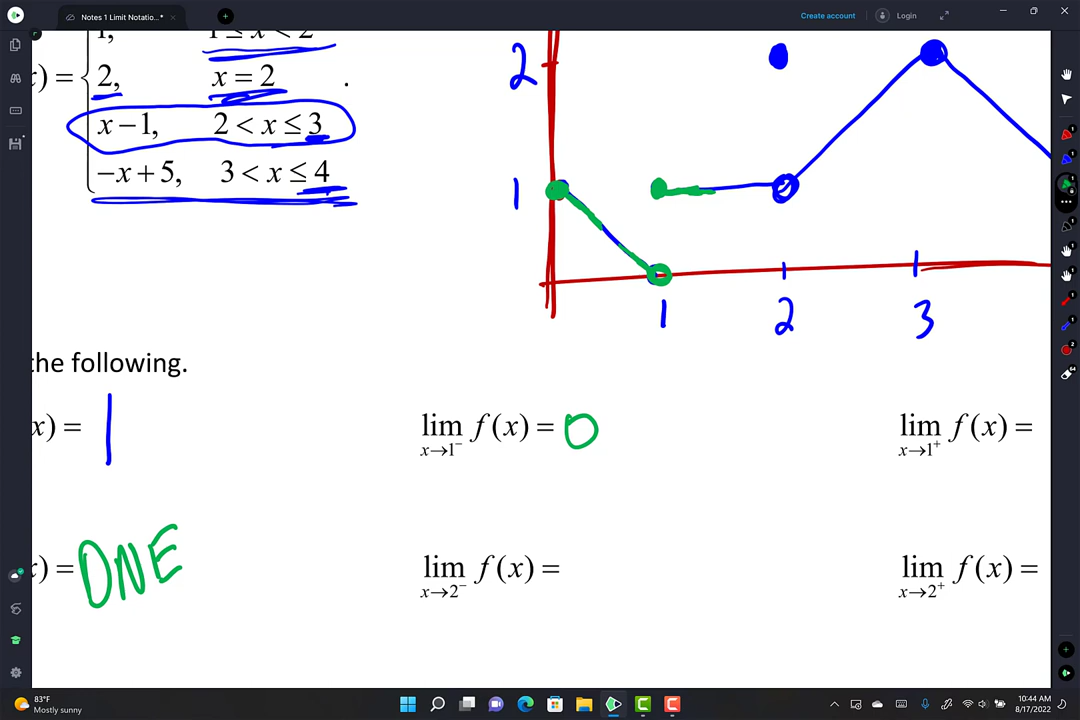 Notes 1 Limit Notatio...*
Create account
Login
1, 1 ≤ x < 2
x) = 2, x = 2 .
x − 1, 2 < x ≤ 3
−x + 5, 3 < x ≤ 4
2
1
1 2 3
the following.
x) = 1
lim f(x) = 0
x→1⁻
lim f(x) =
x→1⁺
x) = DNE
lim f(x) =
x→2⁻
lim f(x) =
x→2⁺
83°F
Mostly sunny
10:44 AM
8/17/2022